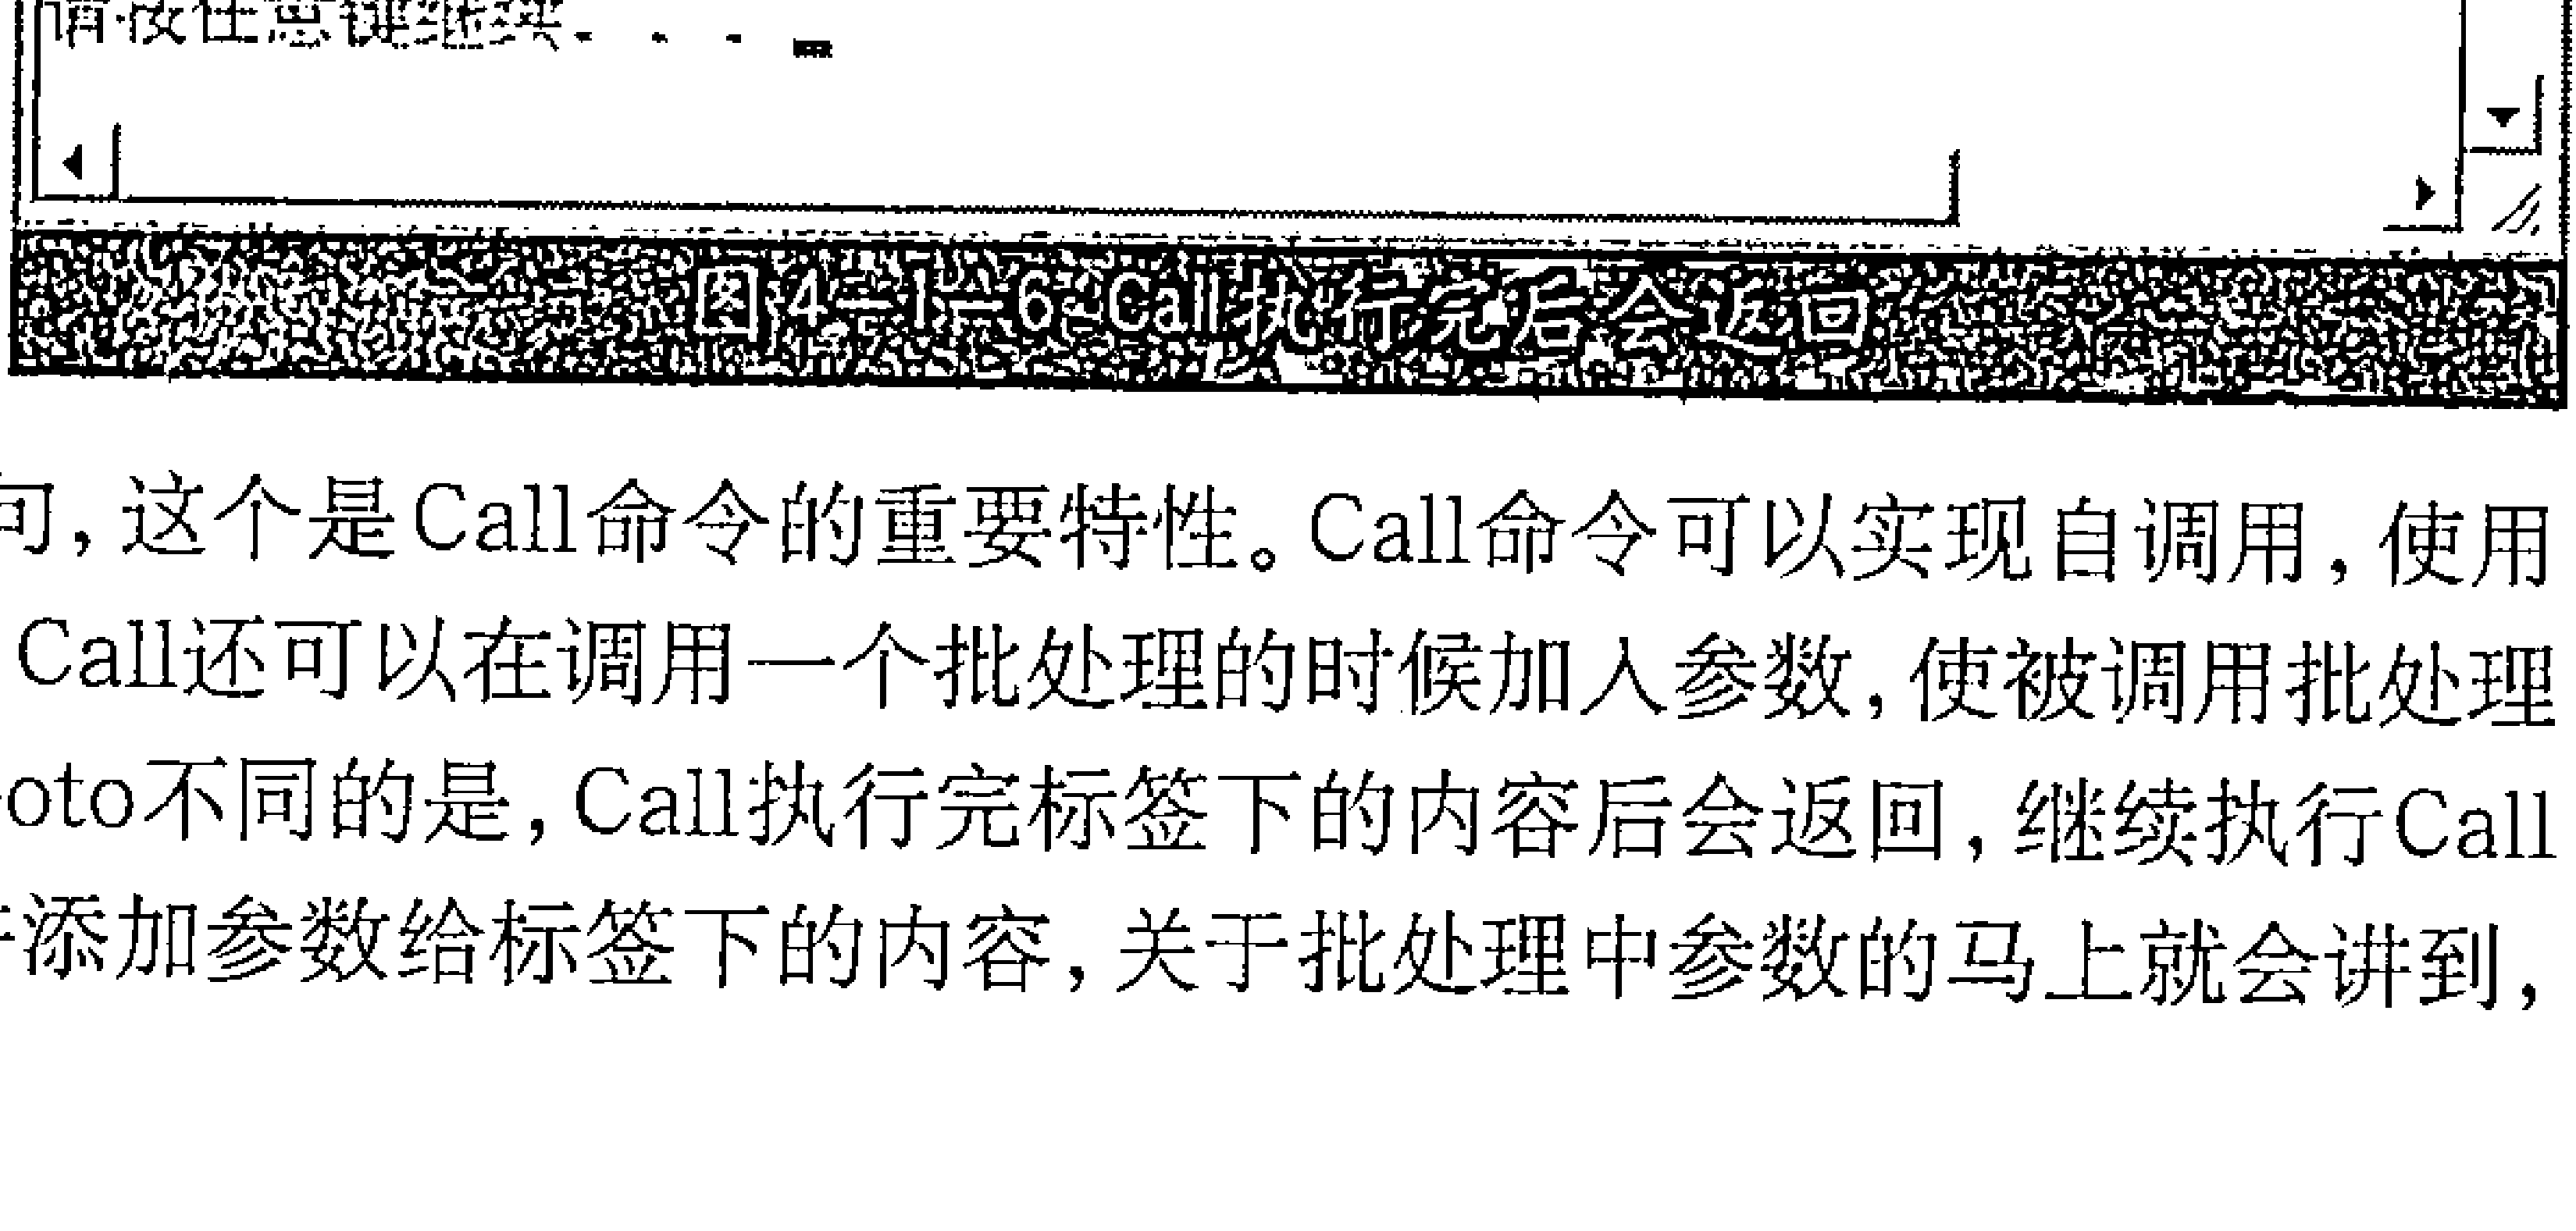 请按任意键继续. . . _
图4-1-6 Call执行完后会返回
句，这个是Call命令的重要特性。Call命令可以实现自调用，使用
Call还可以在调用一个批处理的时候加入参数，使被调用批处理
oto不同的是，Call执行完标签下的内容后会返回，继续执行Call
添加参数给标签下的内容，关于批处理中参数的马上就会讲到，